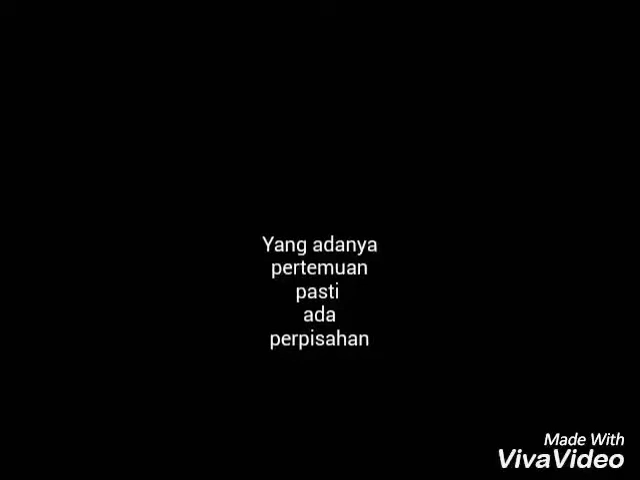 Yang adanya
pertemuan
pasti
ada
perpisahan
Made With
VivaVideo